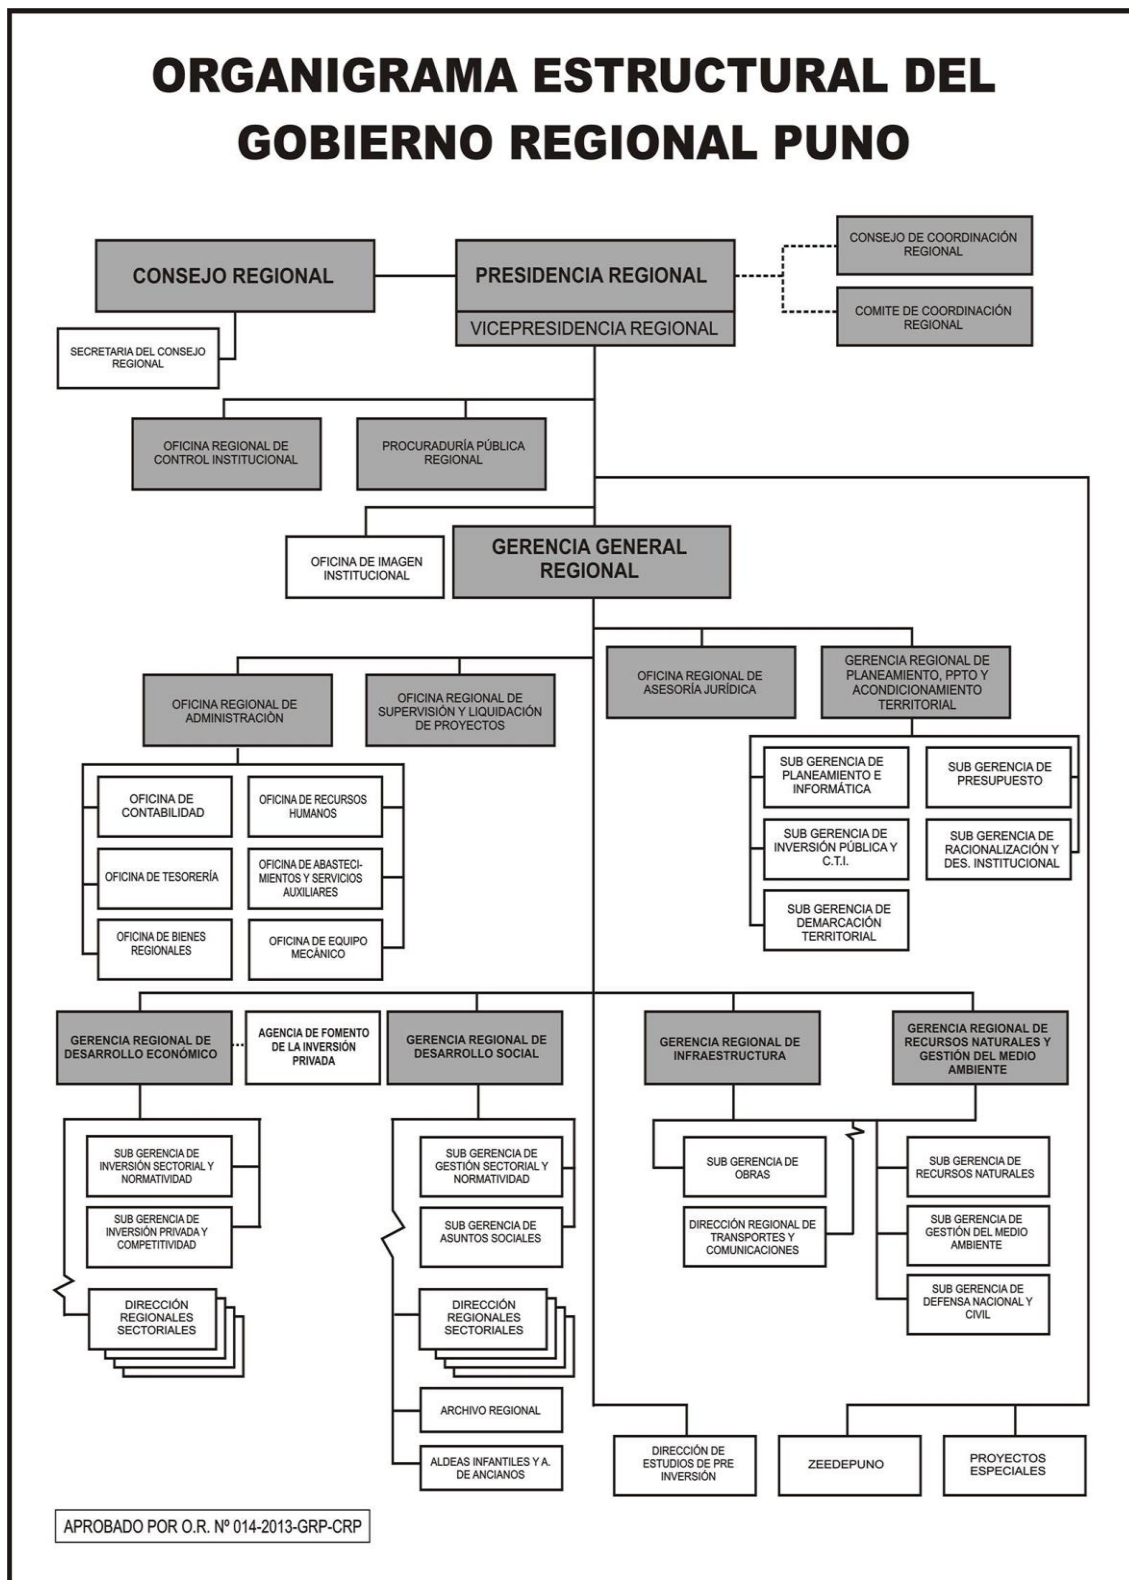 ORGANIGRAMA ESTRUCTURAL DEL
GOBIERNO REGIONAL PUNO
CONSEJO REGIONAL
PRESIDENCIA REGIONAL
VICEPRESIDENCIA REGIONAL
CONSEJO DE COORDINACIÓN
REGIONAL
COMITE DE COORDINACIÓN
REGIONAL
SECRETARIA DEL CONSEJO
REGIONAL
OFICINA REGIONAL DE
CONTROL INSTITUCIONAL
PROCURADURÍA PÚBLICA
REGIONAL
OFICINA DE IMAGEN
INSTITUCIONAL
GERENCIA GENERAL
REGIONAL
OFICINA REGIONAL DE
ADMINISTRACIÒN
OFICINA REGIONAL DE
SUPERVISIÓN Y LIQUIDACIÓN
DE PROYECTOS
OFICINA REGIONAL DE
ASESORÍA JURÍDICA
GERENCIA REGIONAL DE
PLANEAMIENTO, PPTO Y
ACONDICIONAMIENTO
TERRITORIAL
OFICINA DE
CONTABILIDAD
OFICINA DE RECURSOS
HUMANOS
OFICINA DE TESORERÍA
OFICINA DE ABASTECI-
MIENTOS Y SERVICIOS
AUXILIARES
OFICINA DE BIENES
REGIONALES
OFICINA DE EQUIPO
MECÁNICO
SUB GERENCIA DE
PLANEAMIENTO E
INFORMÁTICA
SUB GERENCIA DE
PRESUPUESTO
SUB GERENCIA DE
INVERSIÓN PÚBLICA Y
C.T.I.
SUB GERENCIA DE
RACIONALIZACIÓN Y
DES. INSTITUCIONAL
SUB GERENCIA DE
DEMARCACIÓN
TERRITORIAL
GERENCIA REGIONAL DE
DESARROLLO ECONÓMICO
AGENCIA DE FOMENTO
DE LA INVERSIÓN
PRIVADA
GERENCIA REGIONAL DE
DESARROLLO SOCIAL
GERENCIA REGIONAL DE
INFRAESTRUCTURA
GERENCIA REGIONAL DE
RECURSOS NATURALES Y
GESTIÓN DEL MEDIO
AMBIENTE
SUB GERENCIA DE
INVERSIÓN SECTORIAL Y
NORMATIVIDAD
SUB GERENCIA DE
INVERSIÓN PRIVADA Y
COMPETITIVIDAD
DIRECCIÓN
REGIONALES
SECTORIALES
SUB GERENCIA DE
GESTIÓN SECTORIAL Y
NORMATIVIDAD
SUB GERENCIA DE
ASUNTOS SOCIALES
DIRECCIÓN
REGIONALES
SECTORIALES
ARCHIVO REGIONAL
ALDEAS INFANTILES Y A.
DE ANCIANOS
SUB GERENCIA DE
OBRAS
DIRECCIÓN REGIONAL DE
TRANSPORTES Y
COMUNICACIONES
SUB GERENCIA DE
RECURSOS NATURALES
SUB GERENCIA DE
GESTIÓN DEL MEDIO
AMBIENTE
SUB GERENCIA DE
DEFENSA NACIONAL Y
CIVIL
DIRECCIÓN DE
ESTUDIOS DE PRE
INVERSIÓN
ZEEDEPUNO
PROYECTOS
ESPECIALES
APROBADO POR O.R. Nº 014-2013-GRP-CRP